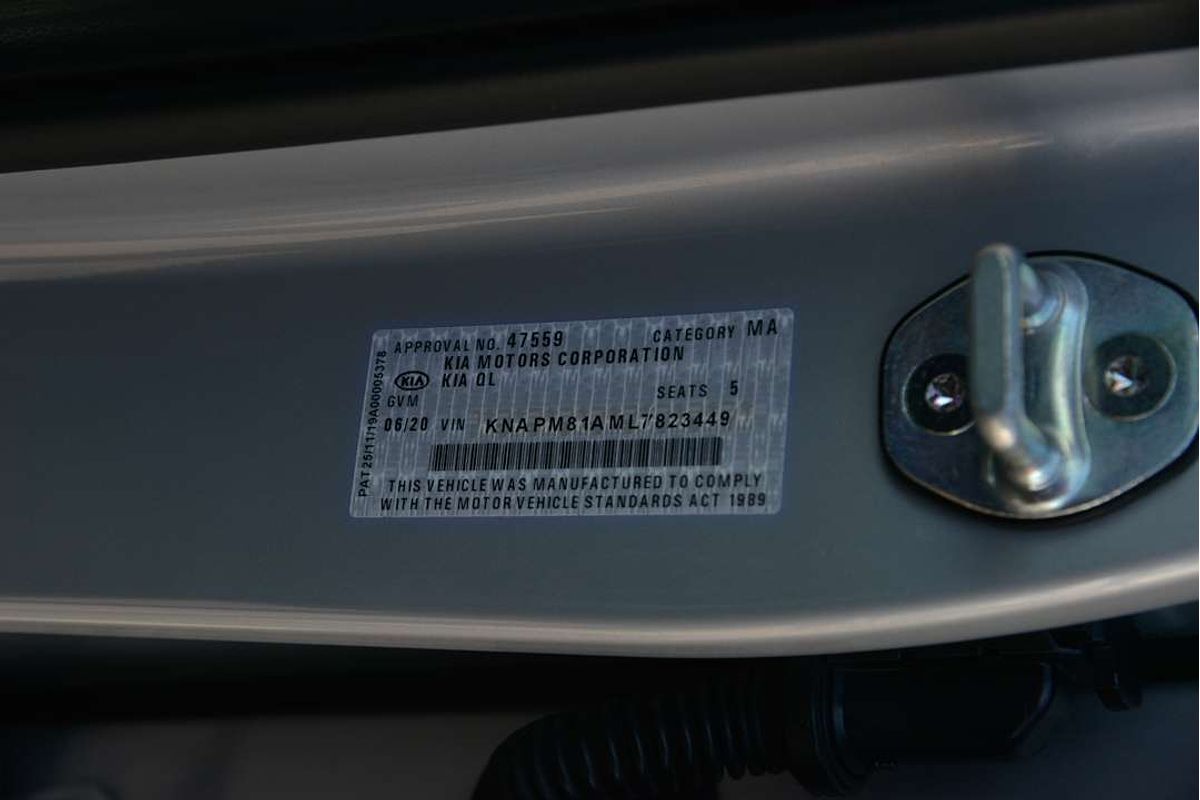 APPROVAL NO. 47559 CATEGORY MA
KIA MOTORS CORPORATION
KIA KIA QL
GVM SEATS 5
06/20 VIN KNAPM81AML7823449
THIS VEHICLE WAS MANUFACTURED TO COMPLY
WITH THE MOTOR VEHICLE STANDARDS ACT 1989
PAT 25/11/19A00005378